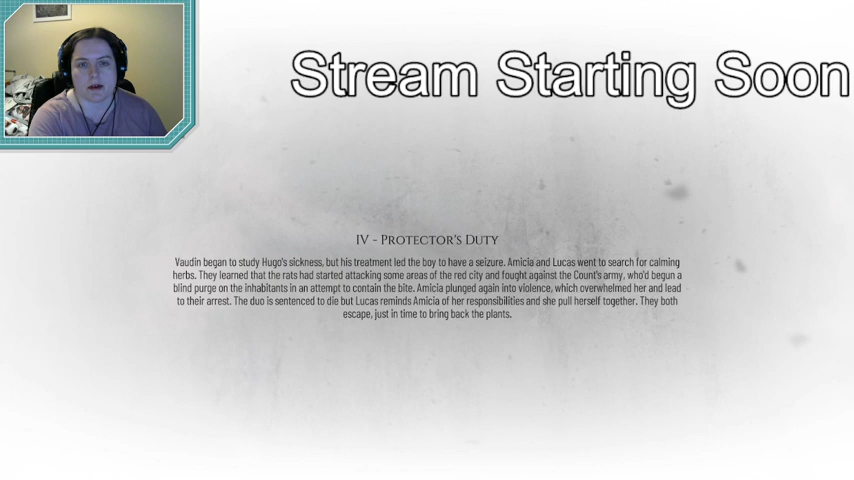 Stream Starting Soon
IV - Protector's Duty
Vaudin began to study Hugo's sickness, but his treatment led the boy to have a seizure. Amicia and Lucas went to search for calming
herbs. They learned that the rats had started attacking some areas of the red city and fought against the Count's army, who'd begun a
blind purge on the inhabitants in an attempt to contain the bite. Amicia plunged again into violence, which overwhelmed her and lead
to their arrest. The duo is sentenced to die but Lucas reminds Amicia of her responsibilities and she pull herself together. They both
escape, just in time to bring back the plants.